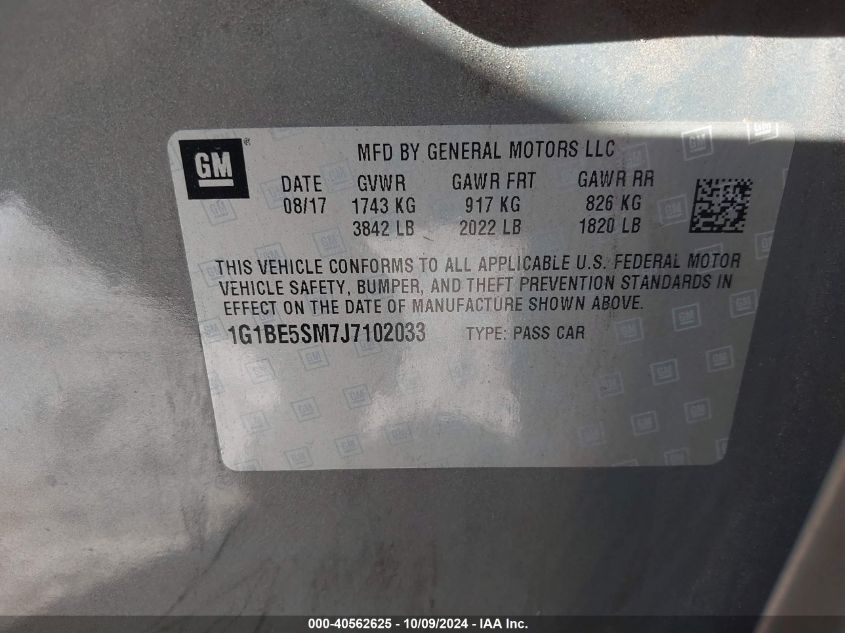 GM
MFD BY GENERAL MOTORS LLC
DATE GVWR GAWR FRT GAWR RR
08/17 1743 KG 917 KG 826 KG
3842 LB 2022 LB 1820 LB
THIS VEHICLE CONFORMS TO ALL APPLICABLE U.S. FEDERAL MOTOR
VEHICLE SAFETY, BUMPER, AND THEFT PREVENTION STANDARDS IN
EFFECT ON THE DATE OF MANUFACTURE SHOWN ABOVE.
1G1BE5SM7J7102033 TYPE: PASS CAR
000-40562625 - 10/09/2024 - IAA Inc.